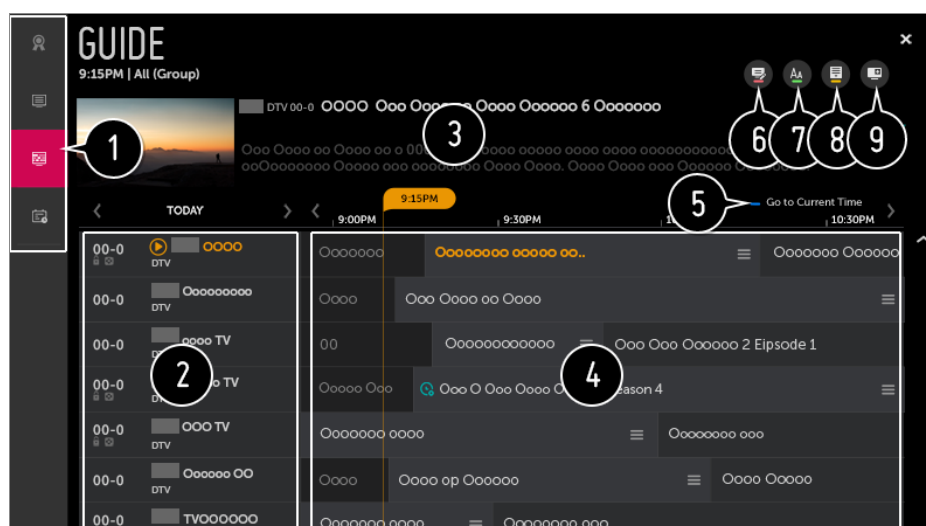 GUIDE
9:15PM | All (Group)
DTV 00-0 OOOO Ooo Oooo Oooooo 6 Ooooooo
1
2
3
4
5
6 7 8 9
Go to Current Time
TODAY
9:15PM
9:00PM 9:30PM 10:30PM
00-0 OOOO Ooooooo Oooooooo ooooo oo.. Ooooooo Oooooo
DTV
00-0 Ooooooooo Oooo Ooo Oooo oo Oooo
DTV
00-0 oooo TV 00 Oooooooooooo Ooo Ooo Oooooo 2 Eipsode 1
00-0 TV Ooooo Ooo Ooo O Ooo Oooo eason 4
00-0 OOO TV Ooooooo oooo Oooooooo ooo
DTV
00-0 Oooooo OO Oooo Oooo op Oooooo Oooo Ooooo
DTV
00-0 TVOOOOOO Ooooooo oooo Oooooooo ooo